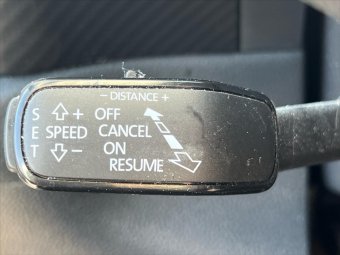 − DISTANCE +
S + OFF
E SPEED CANCEL
T − ON
RESUME